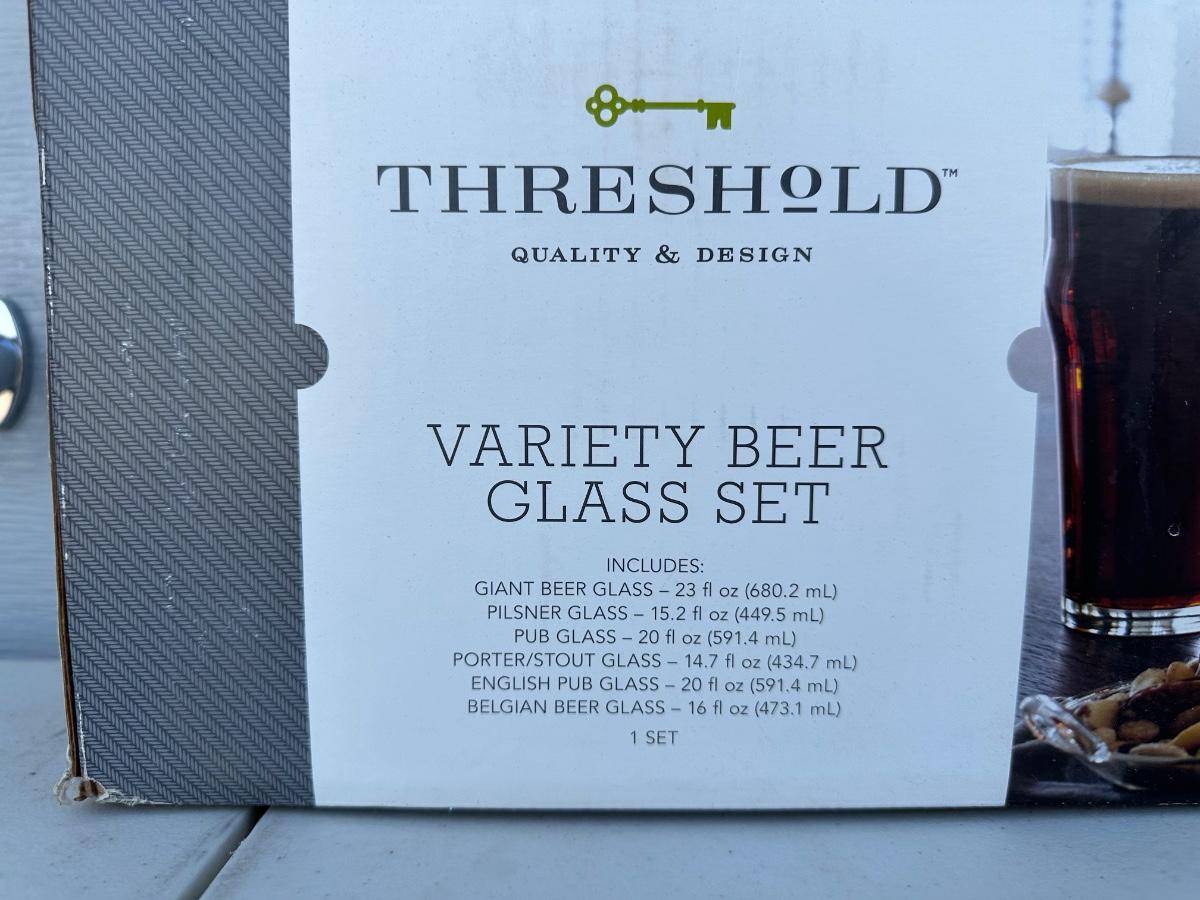 THRESHOLD™
QUALITY & DESIGN
VARIETY BEER
GLASS SET
INCLUDES:
GIANT BEER GLASS – 23 fl oz (680.2 mL)
PILSNER GLASS – 15.2 fl oz (449.5 mL)
PUB GLASS – 20 fl oz (591.4 mL)
PORTER/STOUT GLASS – 14.7 fl oz (434.7 mL)
ENGLISH PUB GLASS – 20 fl oz (591.4 mL)
BELGIAN BEER GLASS – 16 fl oz (473.1 mL)
1 SET